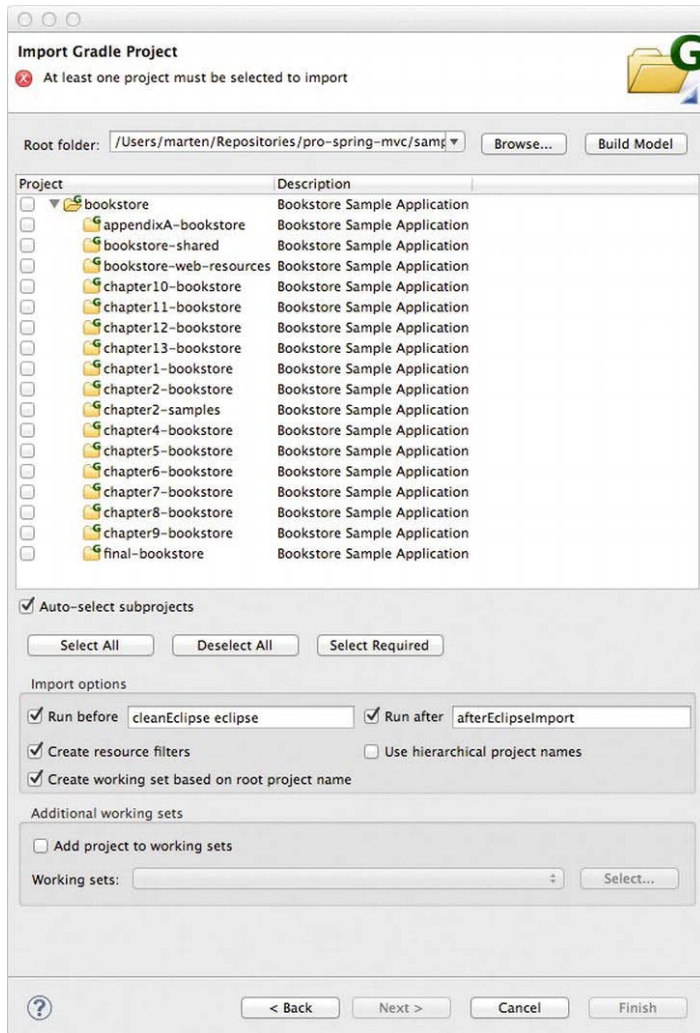 Import Gradle Project
At least one project must be selected to import
G
Root folder: /Users/marten/Repositories/pro-spring-mvc/samp Browse... Build Model
Project Description
bookstore Bookstore Sample Application
appendixA-bookstore Bookstore Sample Application
bookstore-shared Bookstore Sample Application
bookstore-web-resources Bookstore Sample Application
chapter10-bookstore Bookstore Sample Application
chapter11-bookstore Bookstore Sample Application
chapter12-bookstore Bookstore Sample Application
chapter13-bookstore Bookstore Sample Application
chapter1-bookstore Bookstore Sample Application
chapter2-bookstore Bookstore Sample Application
chapter2-samples Bookstore Sample Application
chapter4-bookstore Bookstore Sample Application
chapter5-bookstore Bookstore Sample Application
chapter6-bookstore Bookstore Sample Application
chapter7-bookstore Bookstore Sample Application
chapter8-bookstore Bookstore Sample Application
chapter9-bookstore Bookstore Sample Application
final-bookstore Bookstore Sample Application
Auto-select subprojects
Select All Deselect All Select Required
Import options
Run before cleanEclipse eclipse Run after afterEclipseImport
Create resource filters Use hierarchical project names
Create working set based on root project name
Additional working sets
Add project to working sets
Working sets: Select...
? < Back Next > Cancel Finish